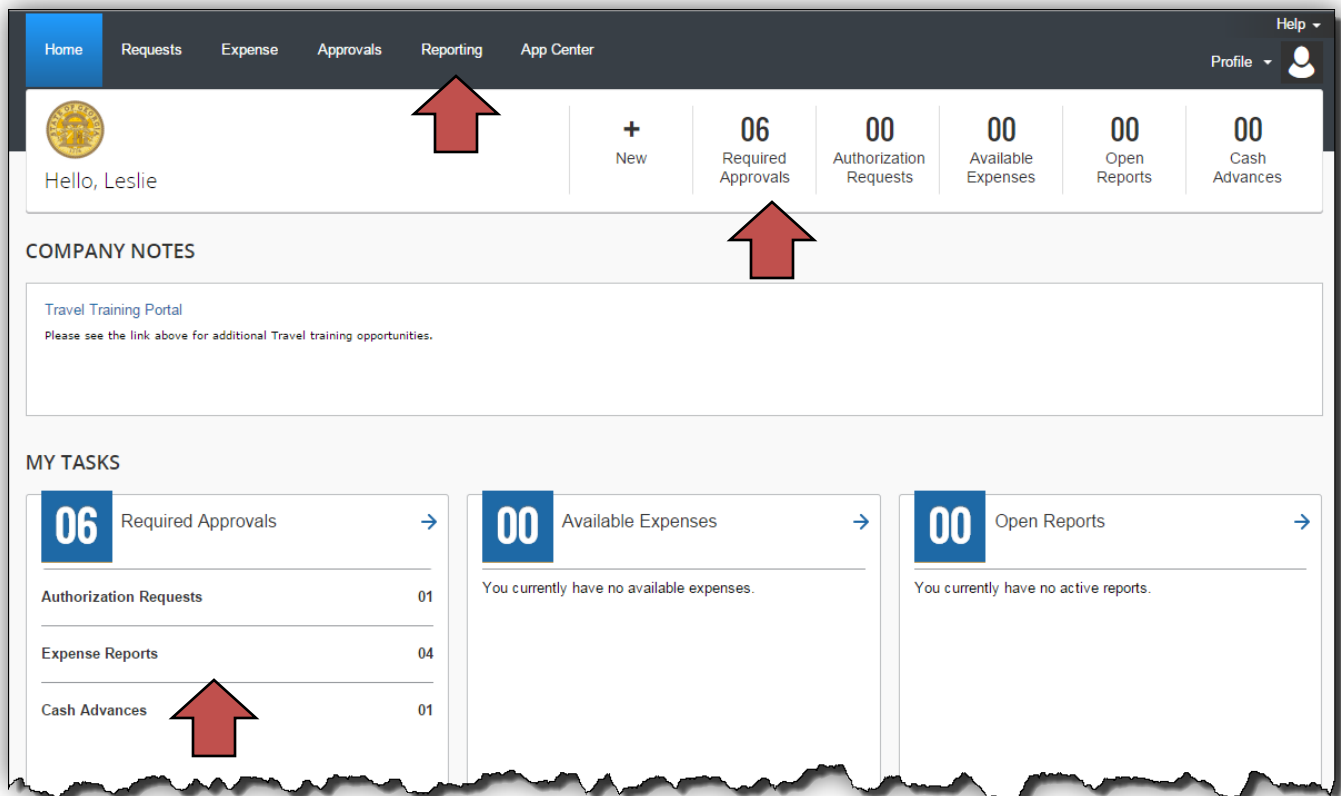 Help
Home Requests Expense Approvals Reporting App Center
Profile
Hello, Leslie
+
New
06
Required
Approvals
00
Authorization
Requests
00
Available
Expenses
00
Open
Reports
00
Cash
Advances
COMPANY NOTES
Travel Training Portal
Please see the link above for additional Travel training opportunities.
MY TASKS
06 Required Approvals
Authorization Requests 01
Expense Reports 04
Cash Advances 01
00 Available Expenses
You currently have no available expenses.
00 Open Reports
You currently have no active reports.